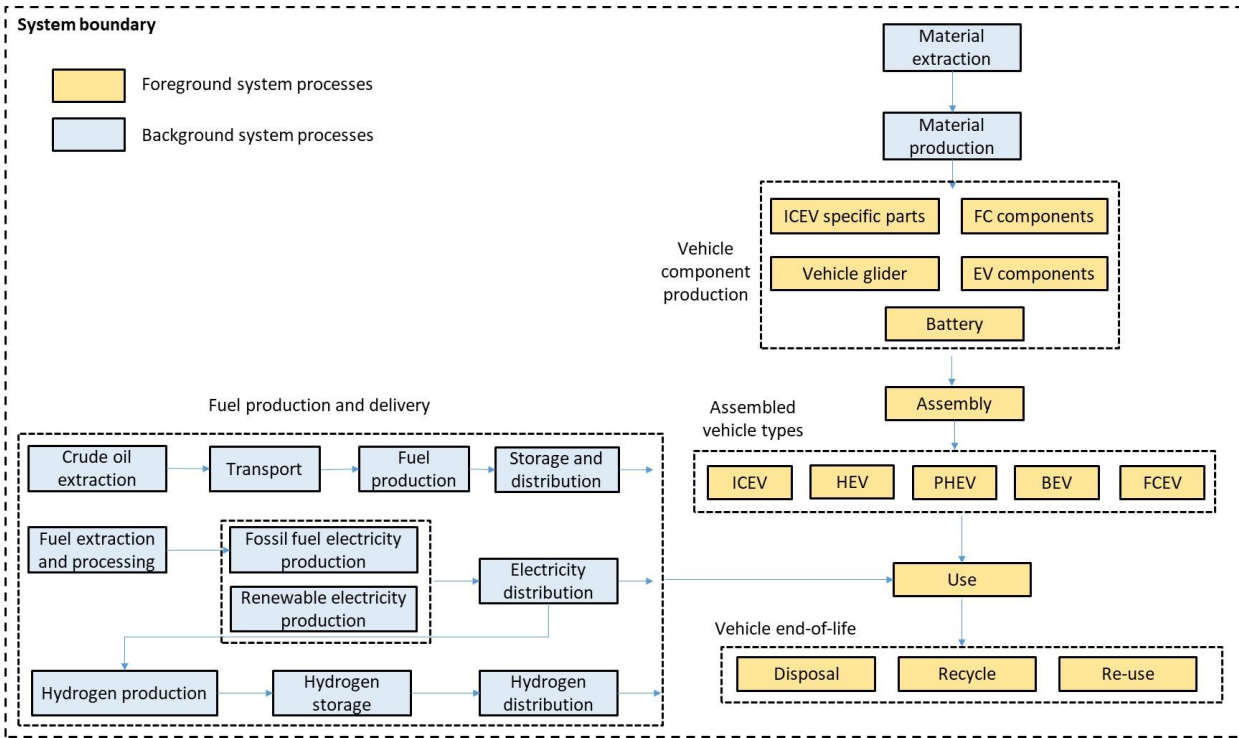 System boundary
Foreground system processes
Background system processes
Material
extraction
Material
production
Vehicle
component
production
ICEV specific parts
FC components
Vehicle glider
EV components
Battery
Assembly
Assembled
vehicle types
ICEV
HEV
PHEV
BEV
FCEV
Fuel production and delivery
Crude oil
extraction
Transport
Fuel
production
Storage and
distribution
Fuel extraction
and processing
Fossil fuel electricity
production
Renewable electricity
production
Electricity
distribution
Hydrogen production
Hydrogen
storage
Hydrogen
distribution
Use
Vehicle end-of-life
Disposal
Recycle
Re-use